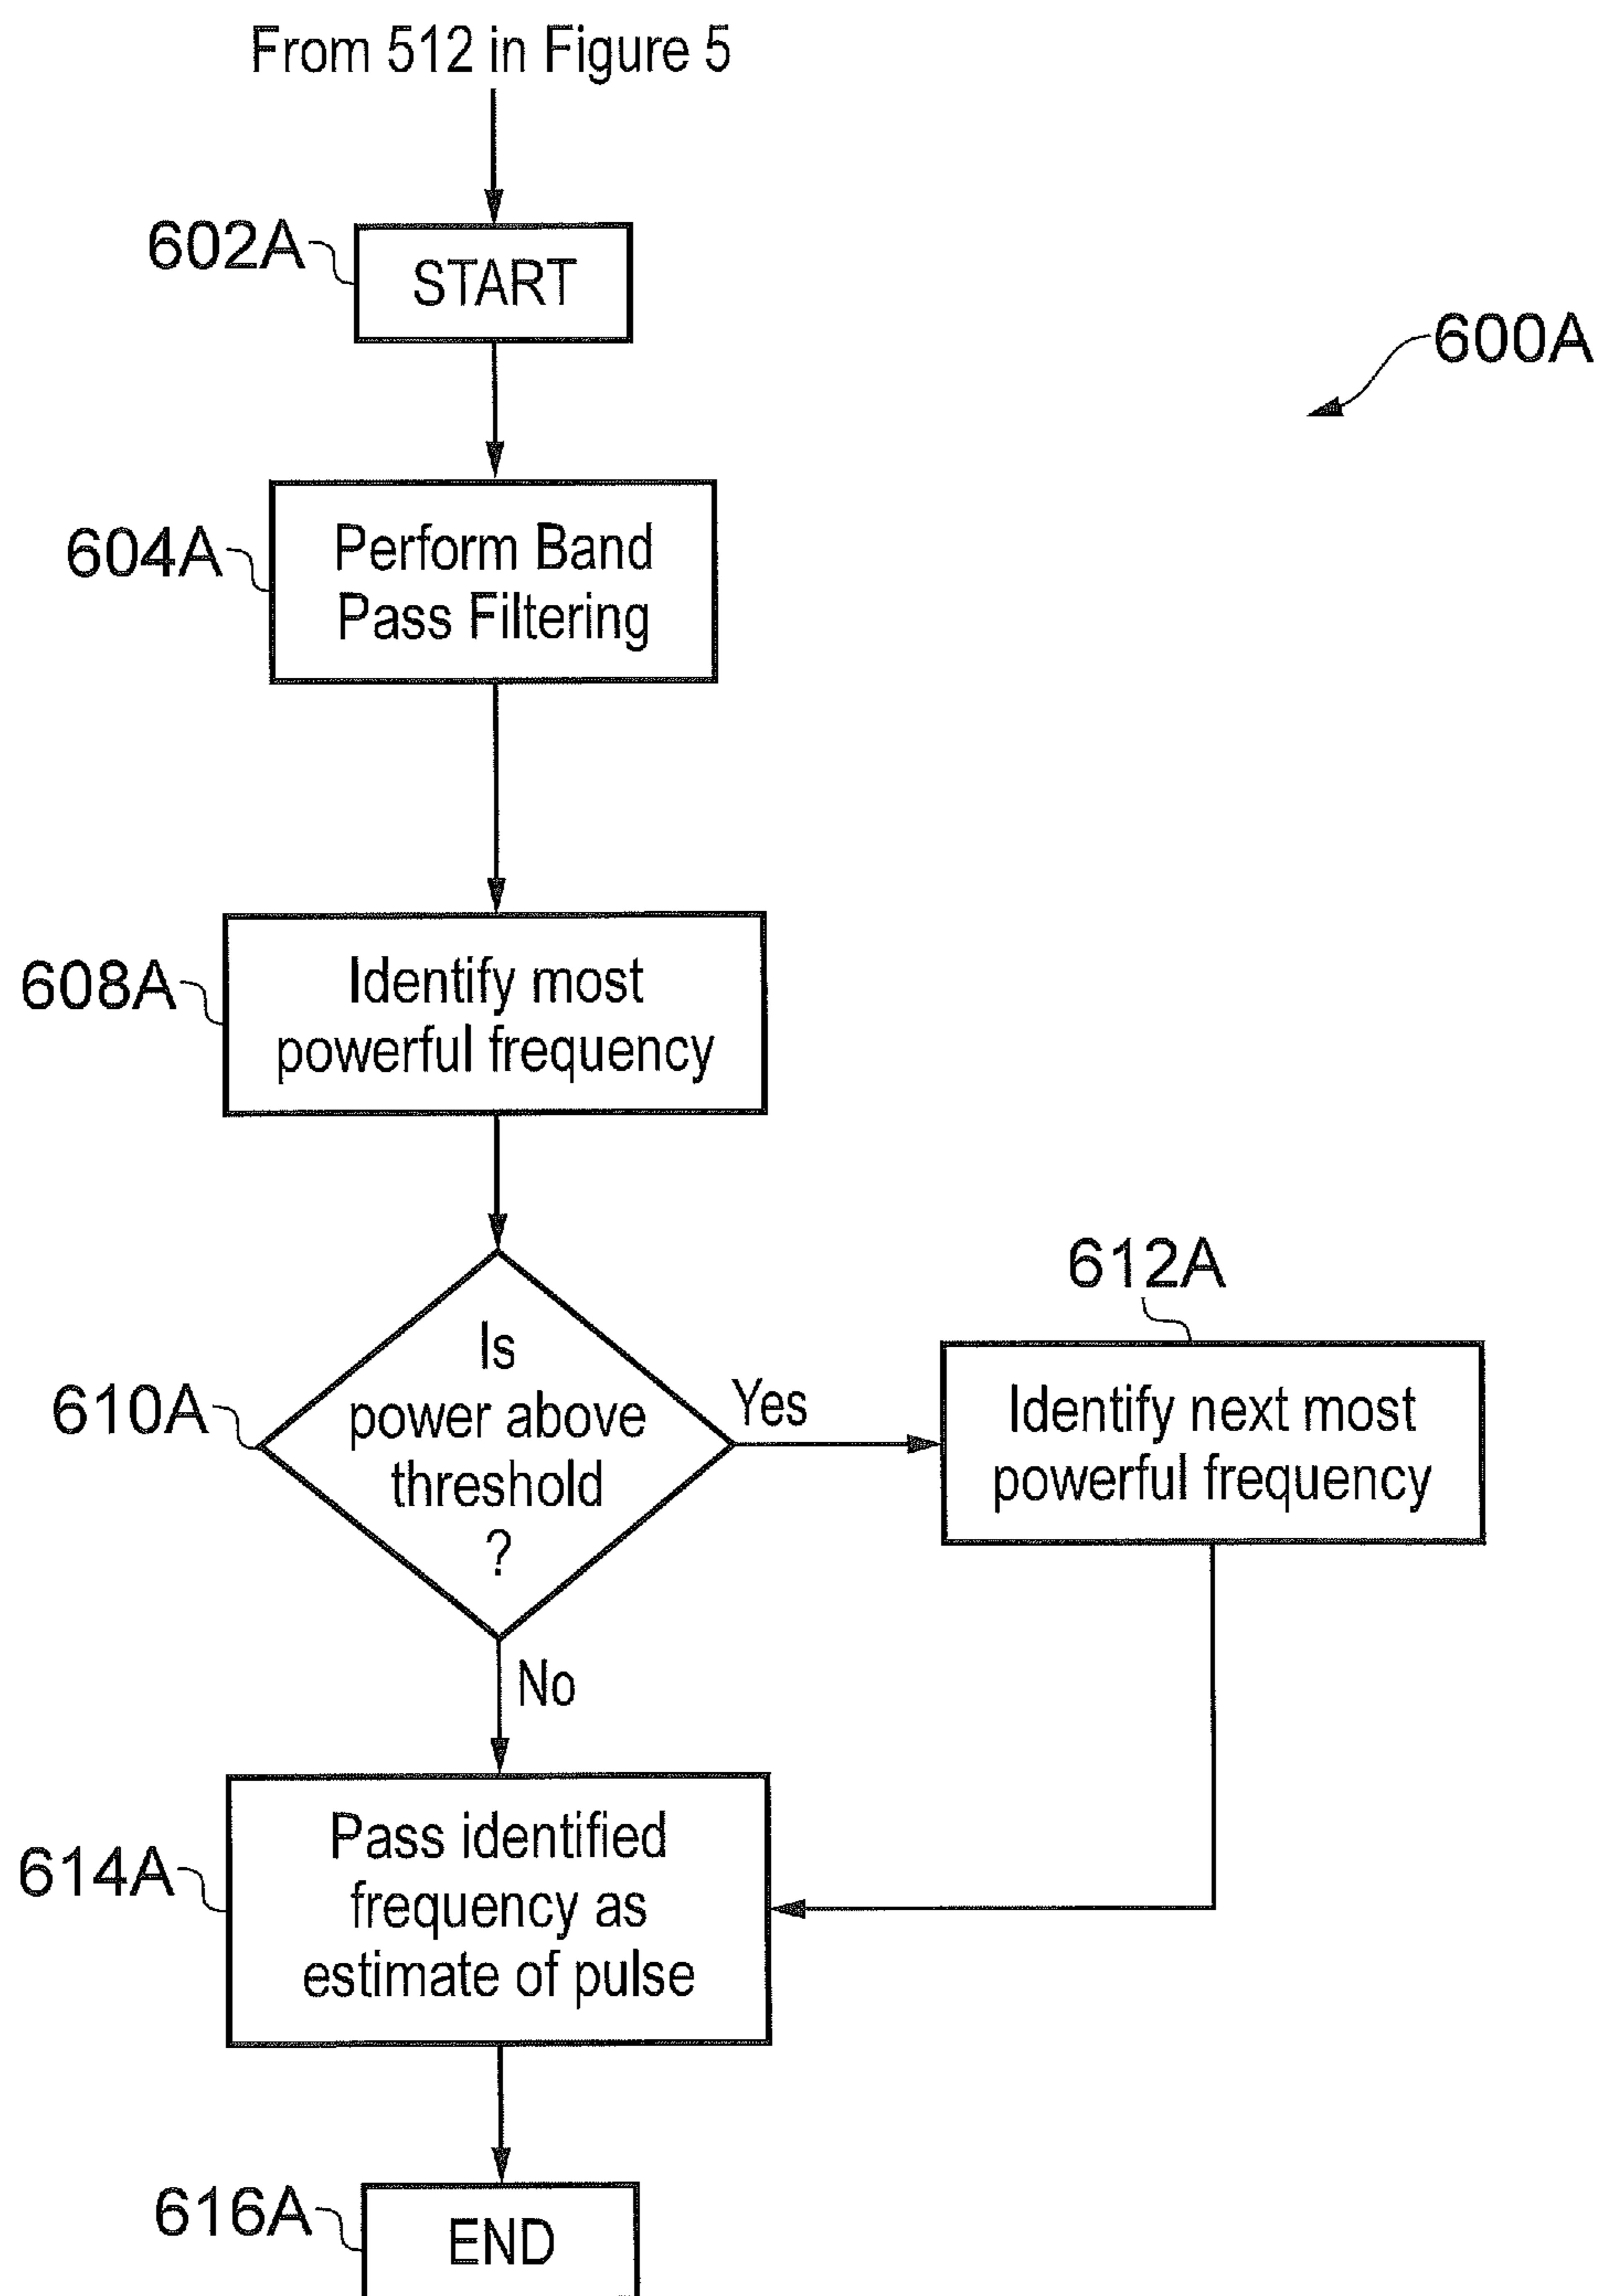 From 512 in Figure 5
602A
START
600A
604A
Perform Band
Pass Filtering
608A
Identify most
powerful frequency
610A
Is
power above
threshold
?
Yes
612A
Identify next most
powerful frequency
No
614A
Pass identified
frequency as
estimate of pulse
616A
END